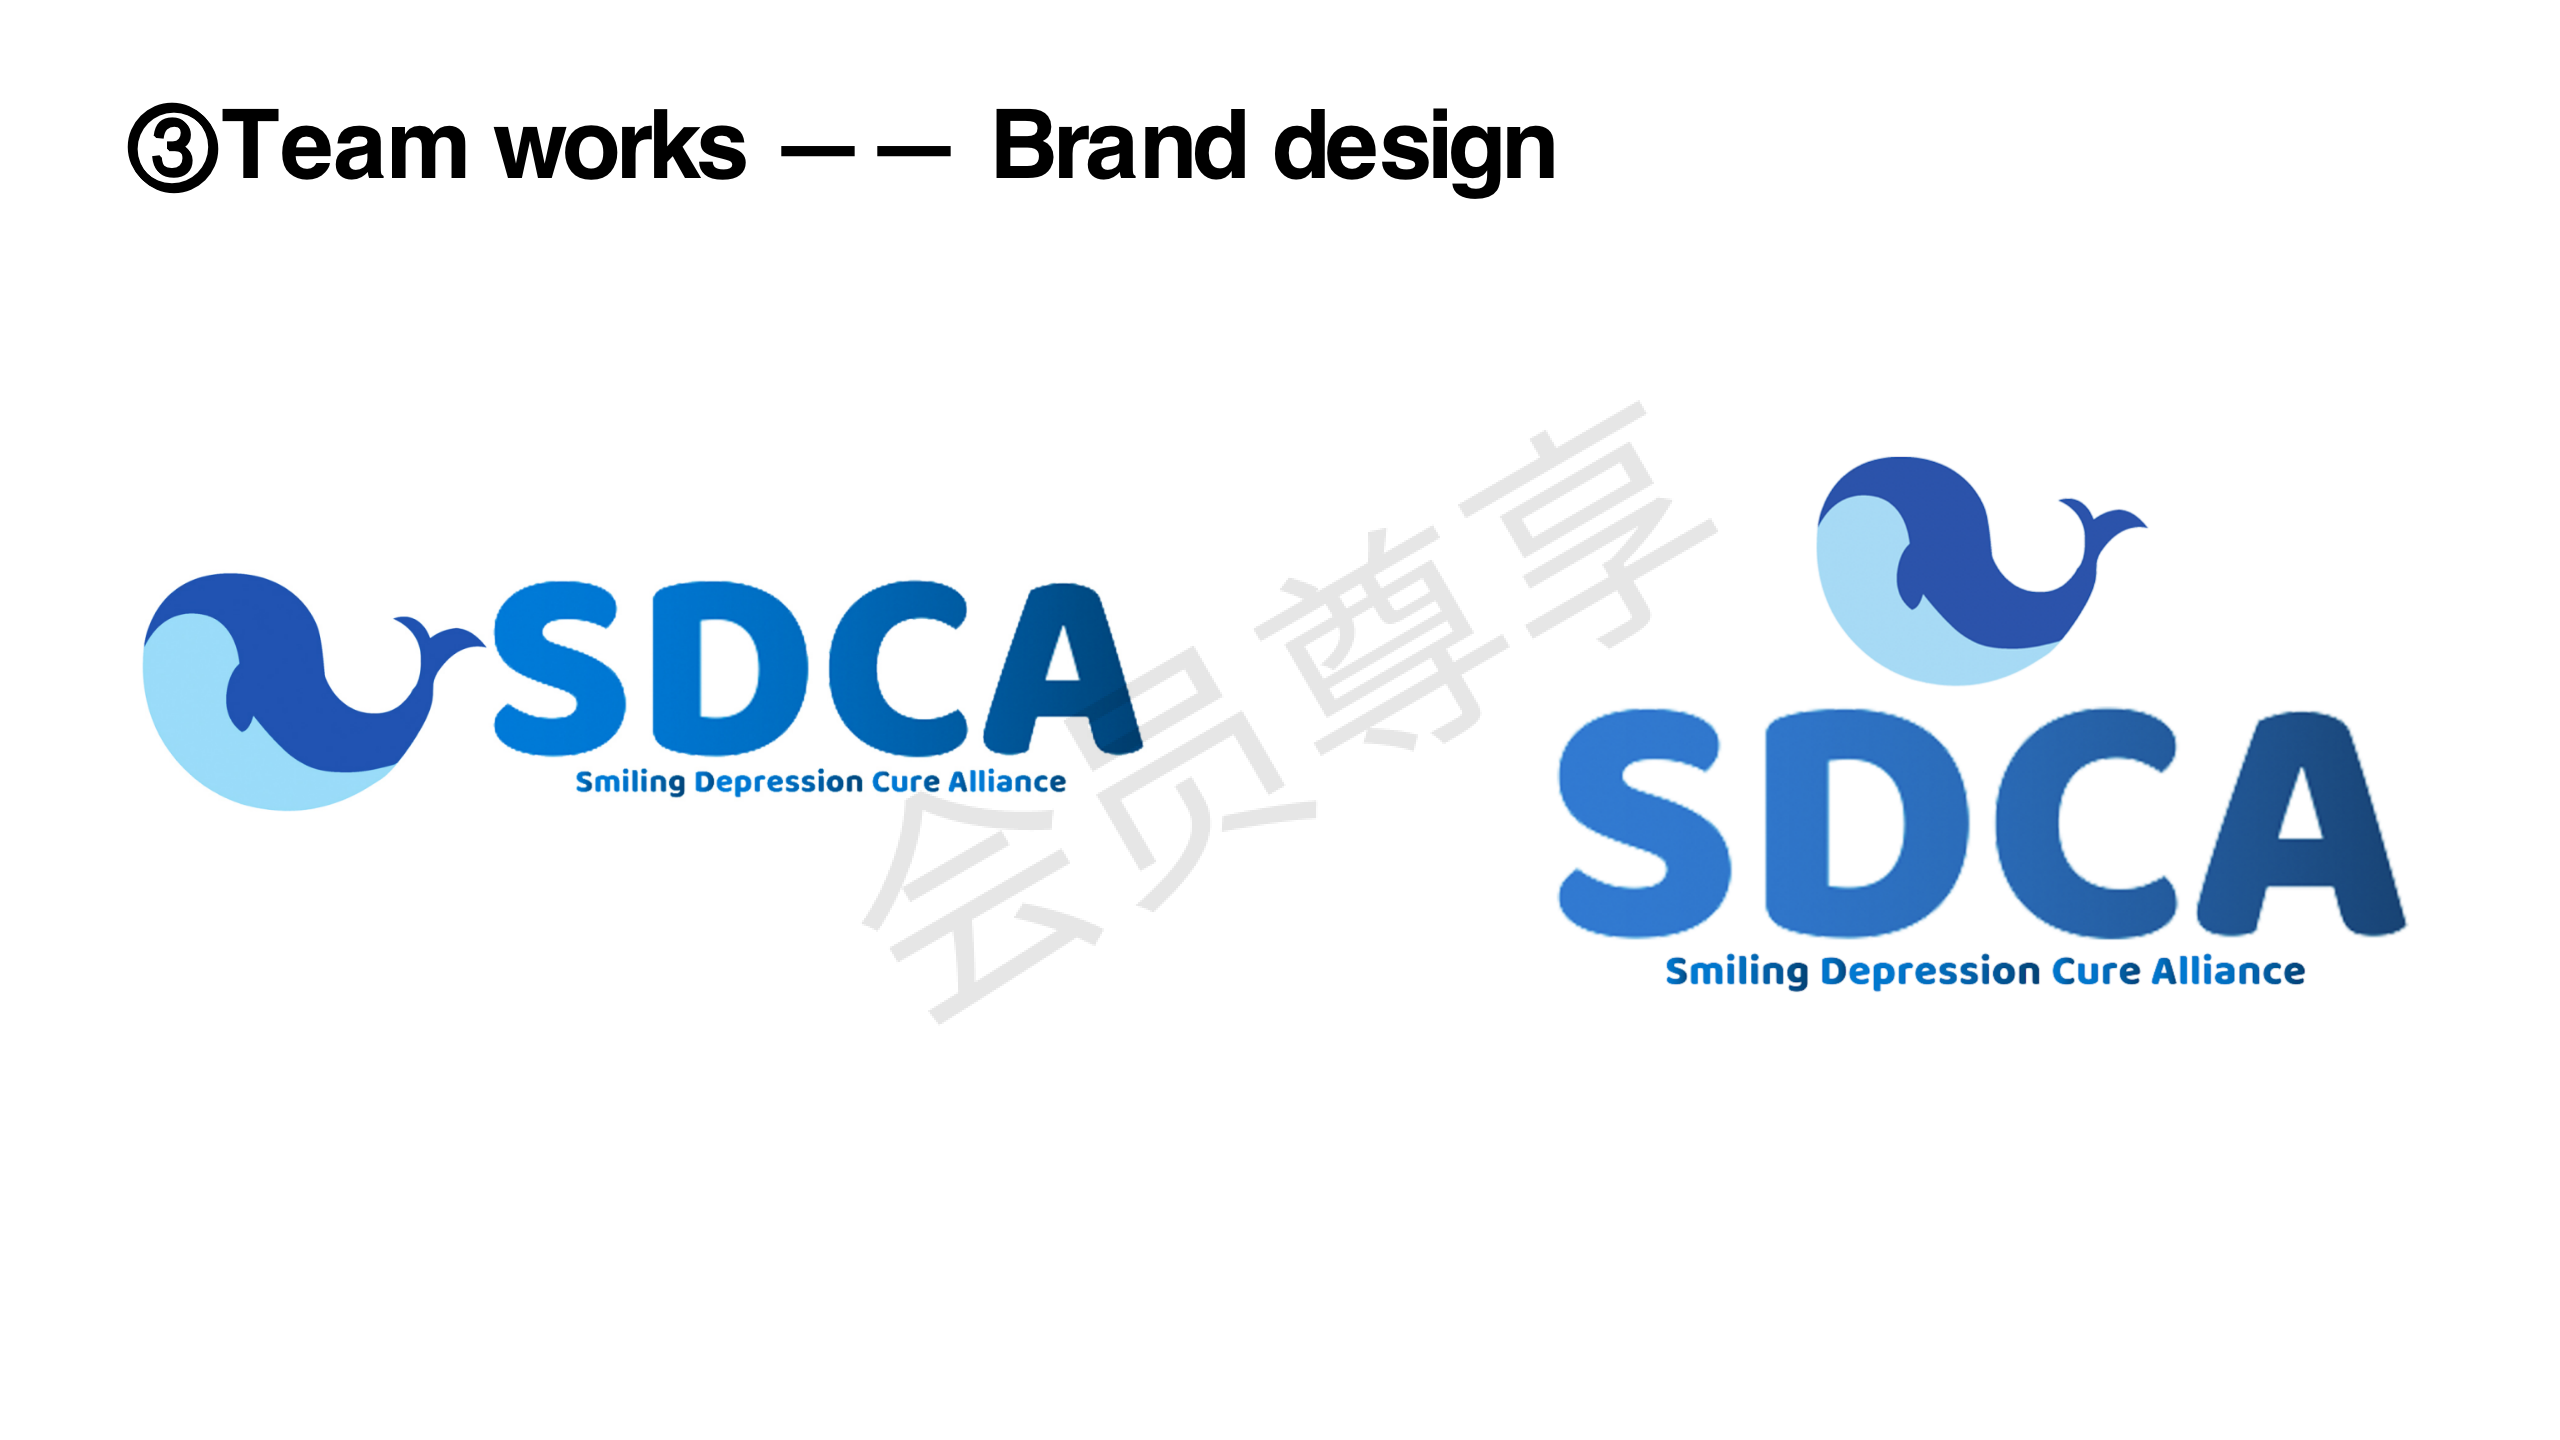 ③Team works —— Brand design
SDCA
Smiling Depression Cure Alliance
会员尊享
SDCA
Smiling Depression Cure Alliance